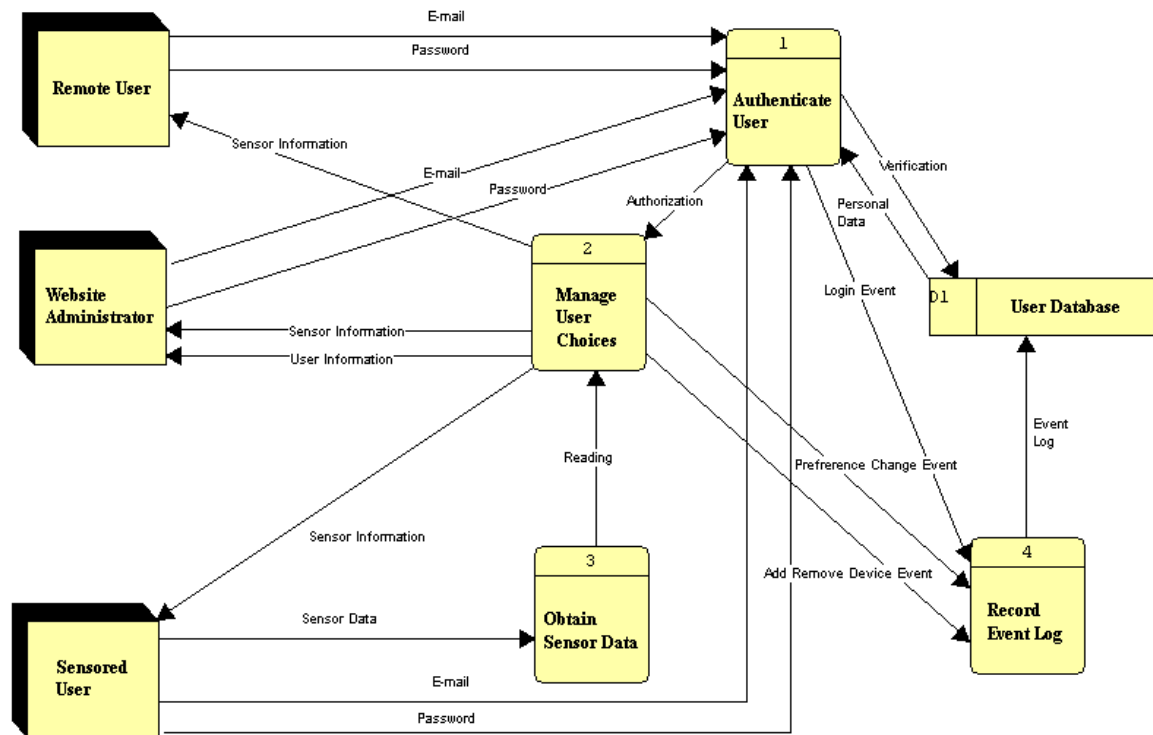 E-mail
Password
Remote User
1
Authenticate
User
Sensor Information
Verification
E-mail
Password
Authorization
Personal
Data
2
Manage
User
Choices
Website
Administrator
Login Event
D1
User Database
Sensor Information
User Information
Event
Log
Reading
Prefrerence Change Event
Sensor Information
3
Obtain
Sensor Data
4
Record
Event Log
Add Remove Device Event
Sensor Data
Sensored
User
E-mail
Password